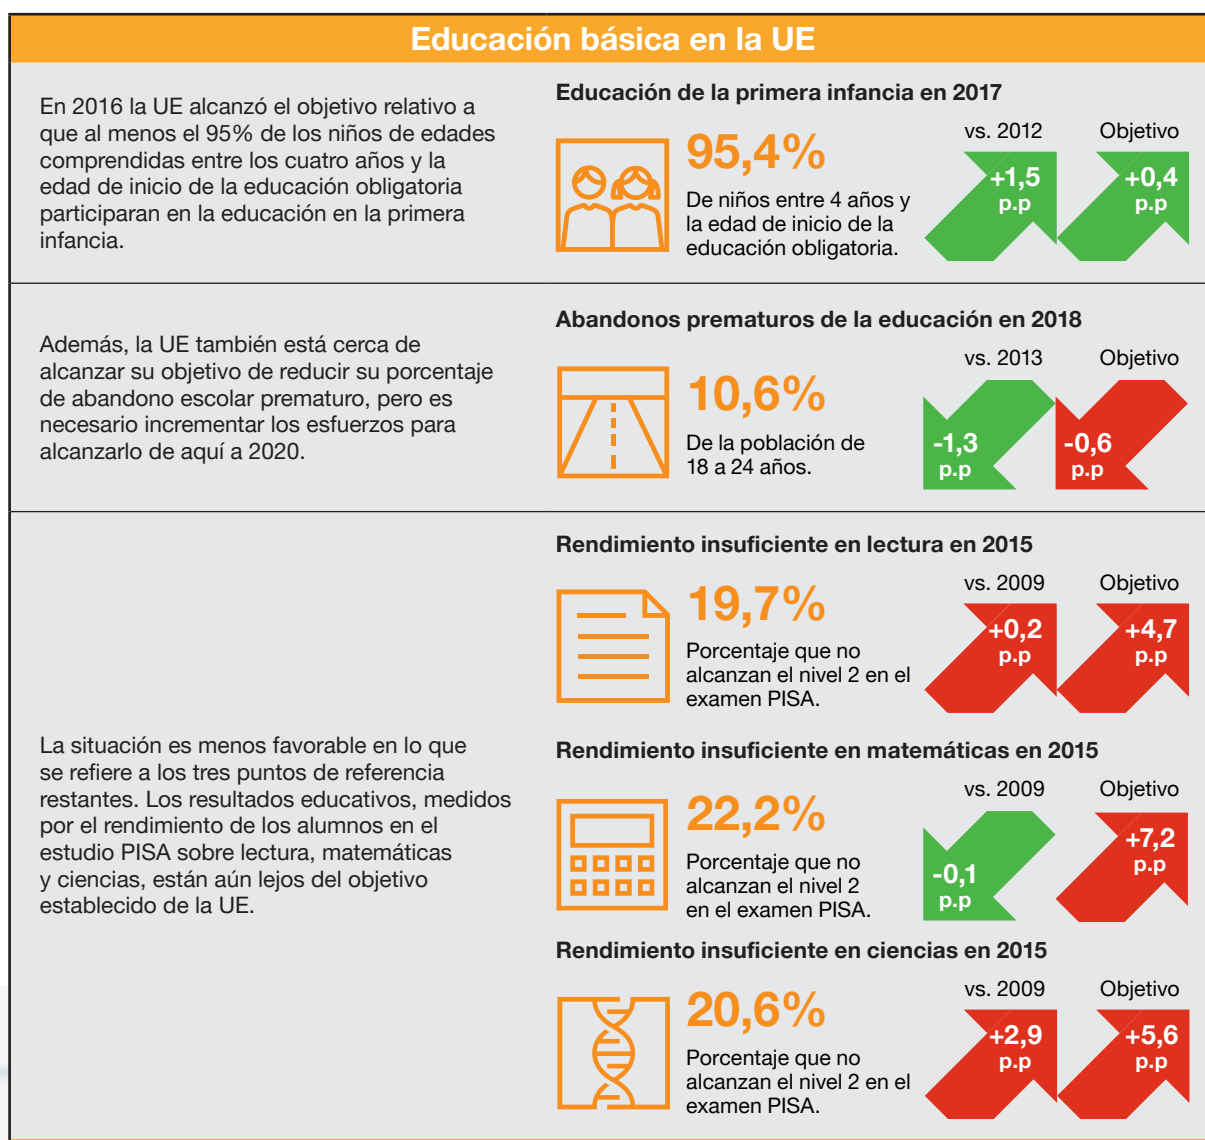 Educación básica en la UE
En 2016 la UE alcanzó el objetivo relativo a
que al menos el 95% de los niños de edades
comprendidas entre los cuatro años y la
edad de inicio de la educación obligatoria
participaran en la educación en la primera
infancia.
Educación de la primera infancia en 2017
95,4%
De niños entre 4 años y
la edad de inicio de la
educación obligatoria.
vs. 2012
+1,5
p.p
Objetivo
+0,4
p.p
Además, la UE también está cerca de
alcanzar su objetivo de reducir su porcentaje
de abandono escolar prematuro, pero es
necesario incrementar los esfuerzos para
alcanzarlo de aquí a 2020.
Abandonos prematuros de la educación en 2018
10,6%
De la población de
18 a 24 años.
vs. 2013
-1,3
p.p
Objetivo
-0,6
p.p
La situación es menos favorable en lo que
se refiere a los tres puntos de referencia
restantes. Los resultados educativos, medidos
por el rendimiento de los alumnos en el
estudio PISA sobre lectura, matemáticas
y ciencias, están aún lejos del objetivo
establecido de la UE.
Rendimiento insuficiente en lectura en 2015
19,7%
Porcentaje que no
alcanzan el nivel 2 en el
examen PISA.
vs. 2009
+0,2
p.p
Objetivo
+4,7
p.p
Rendimiento insuficiente en matemáticas en 2015
22,2%
Porcentaje que no
alcanzan el nivel 2
en el examen PISA.
vs. 2009
-0,1
p.p
Objetivo
+7,2
p.p
Rendimiento insuficiente en ciencias en 2015
20,6%
Porcentaje que no
alcanzan el nivel 2 en el
examen PISA.
vs. 2009
+2,9
p.p
Objetivo
+5,6
p.p